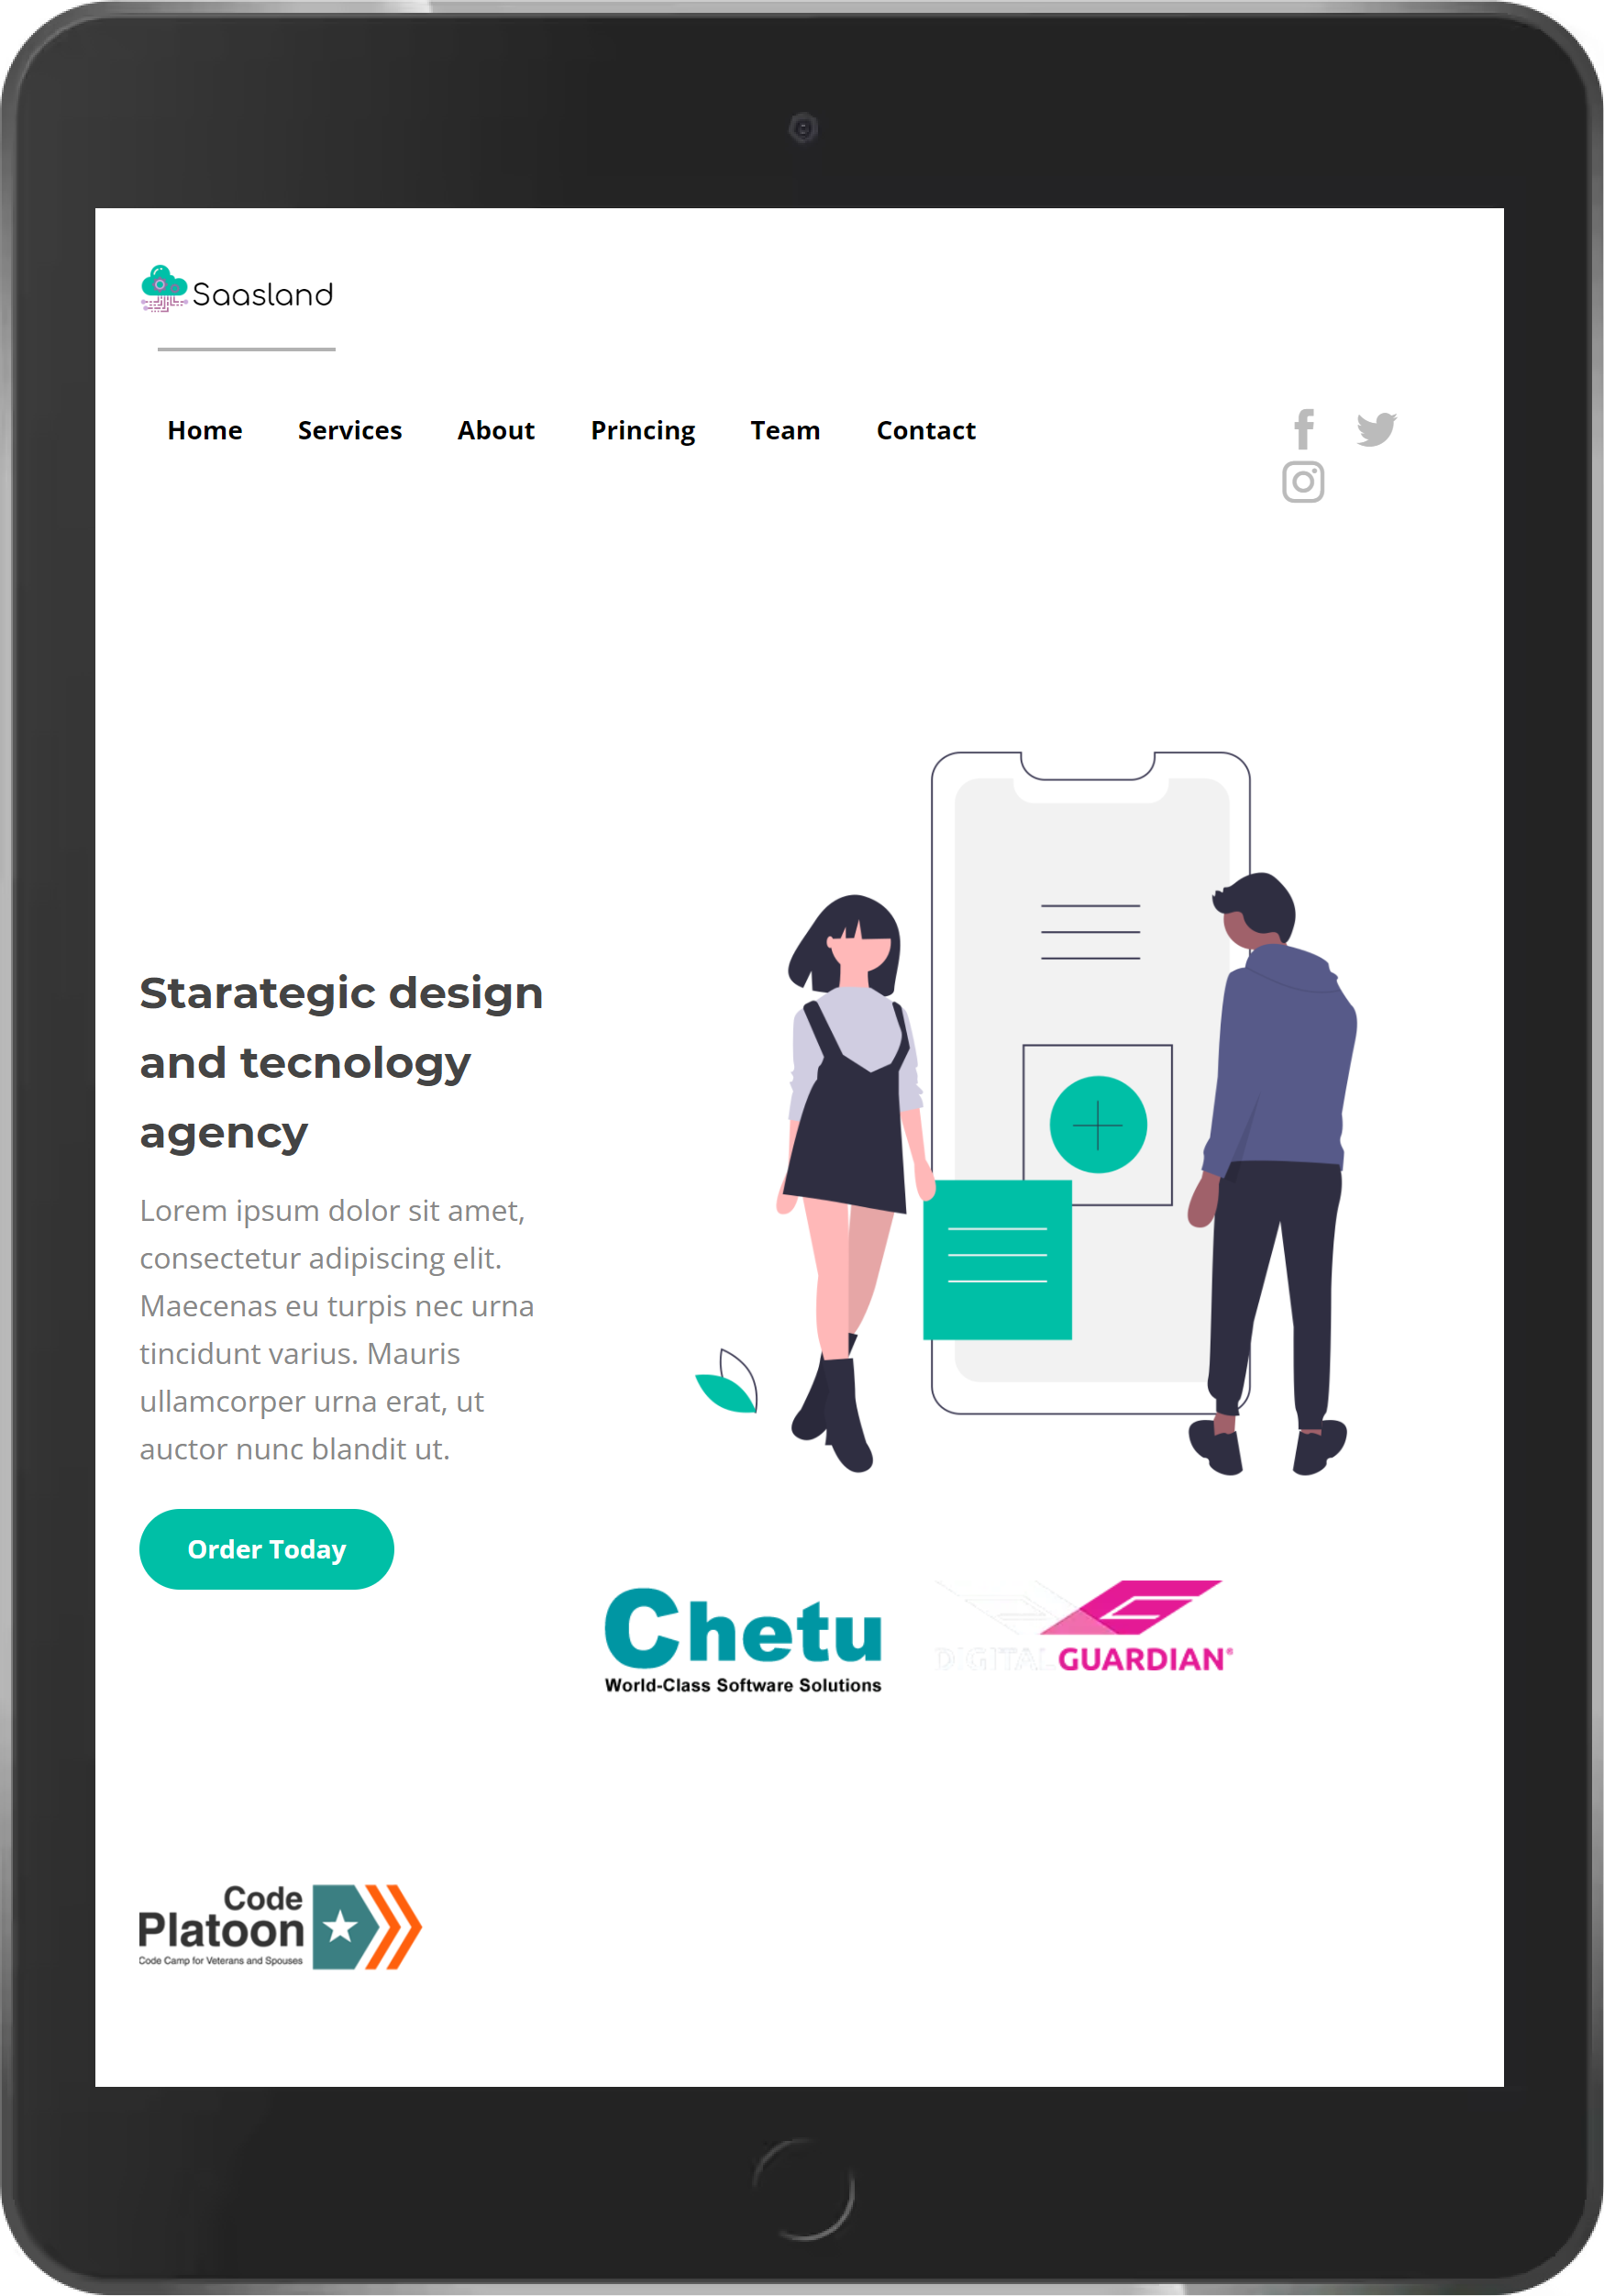 Saasland
Home Services About Princing Team Contact
Starategic design
and tecnology
agency
Lorem ipsum dolor sit amet,
consectetur adipiscing elit.
Maecenas eu turpis nec urna
tincidunt varius. Mauris
ullamcorper urna erat, ut
auctor nunc blandit ut.
Order Today
Chetu
World-Class Software Solutions
DIGITAL GUARDIAN®
Code
Platoon
Code Camp for Veterans and Spouses